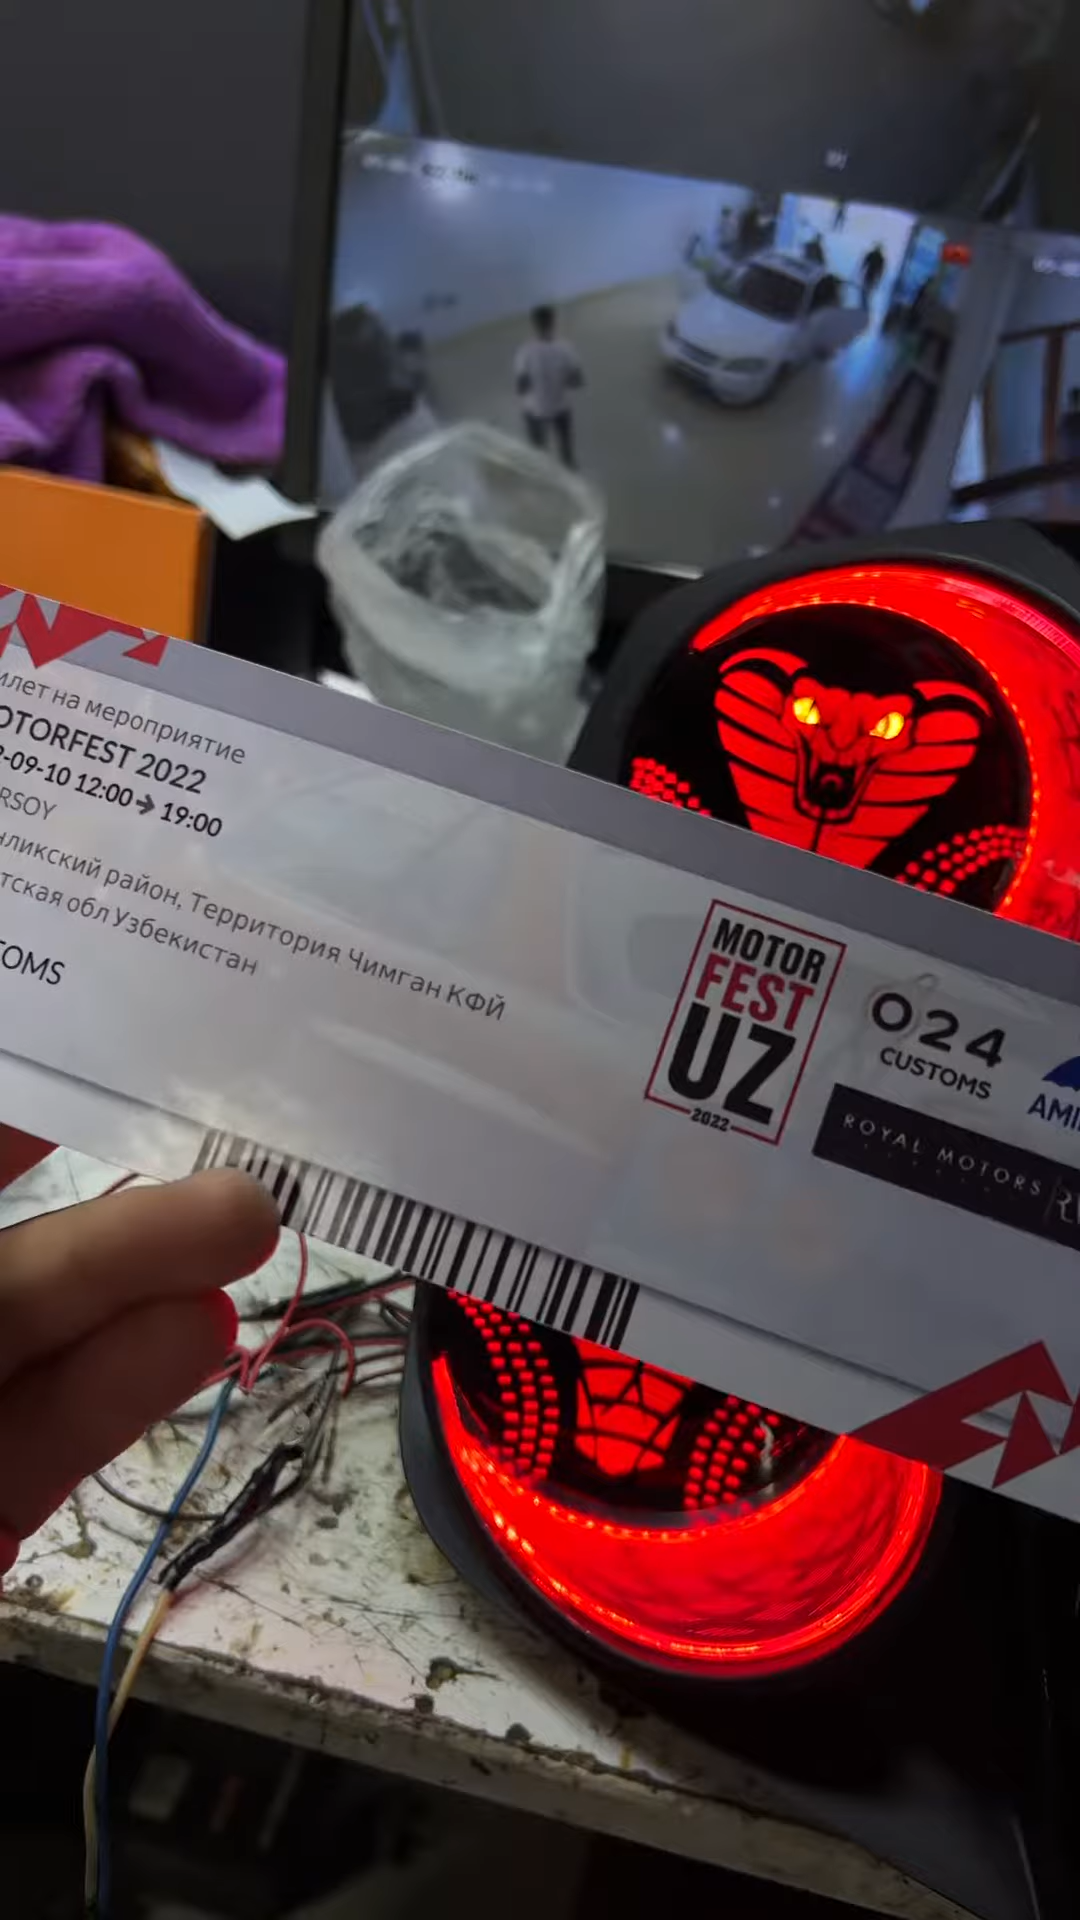 илет на мероприятие
OTORFEST 2022
-09-10 12:00 → 19:00
RSOY
нликский район, Территория Чимган КФЙ
тская обл Узбекистан
TOMS
MOTOR
FEST
UZ
2022
024
CUSTOMS
AMI
ROYAL MOTORS